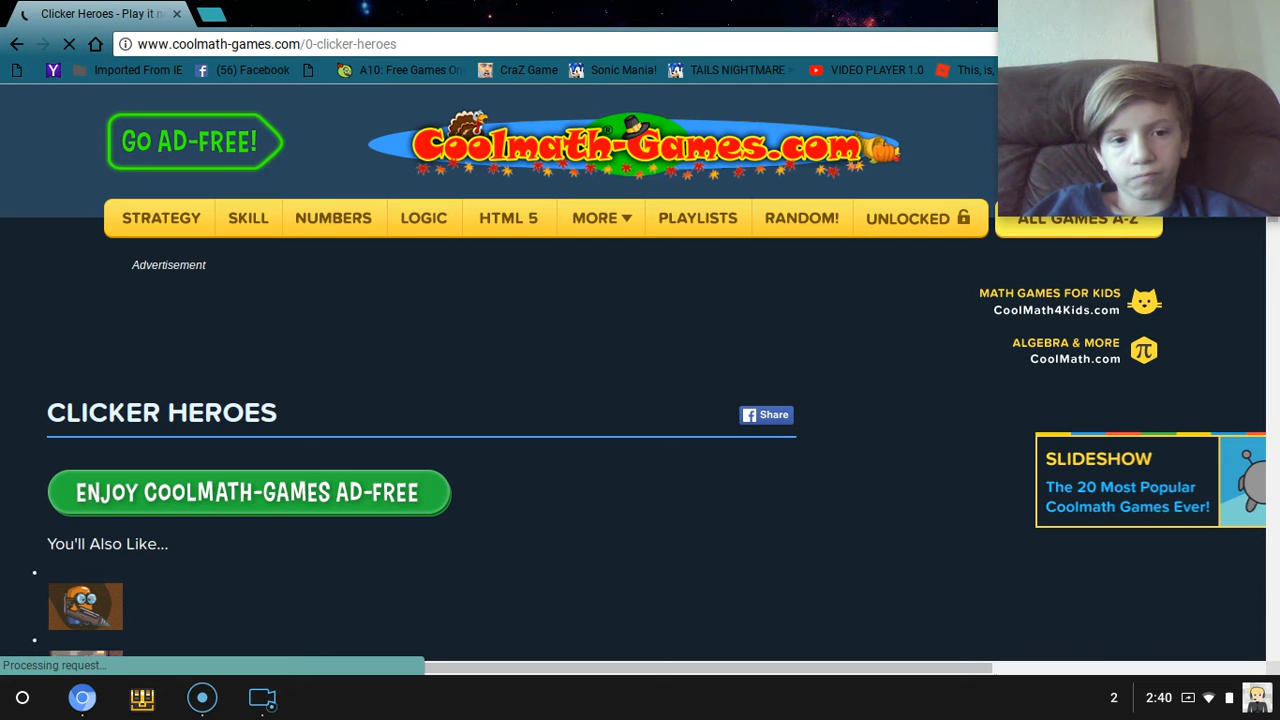 Clicker Heroes - Play it n
www.coolmath-games.com/0-clicker-heroes
Imported From IE
(56) Facebook
A10: Free Games On
CraZ Game
Sonic Mania!
TAILS NIGHTMARE
VIDEO PLAYER 1.0
This, is,
GO AD-FREE!
Coolmath-Games.com
STRATEGY
SKILL
NUMBERS
LOGIC
HTML 5
MORE
PLAYLISTS
RANDOM!
UNLOCKED
ALL GAMES A-Z
Advertisement
MATH GAMES FOR KIDS
CoolMath4Kids.com
ALGEBRA & MORE
CoolMath.com
CLICKER HEROES
Share
SLIDESHOW
The 20 Most Popular
Coolmath Games Ever!
ENJOY COOLMATH-GAMES AD-FREE
You'll Also Like...
Processing request...
2
2:40